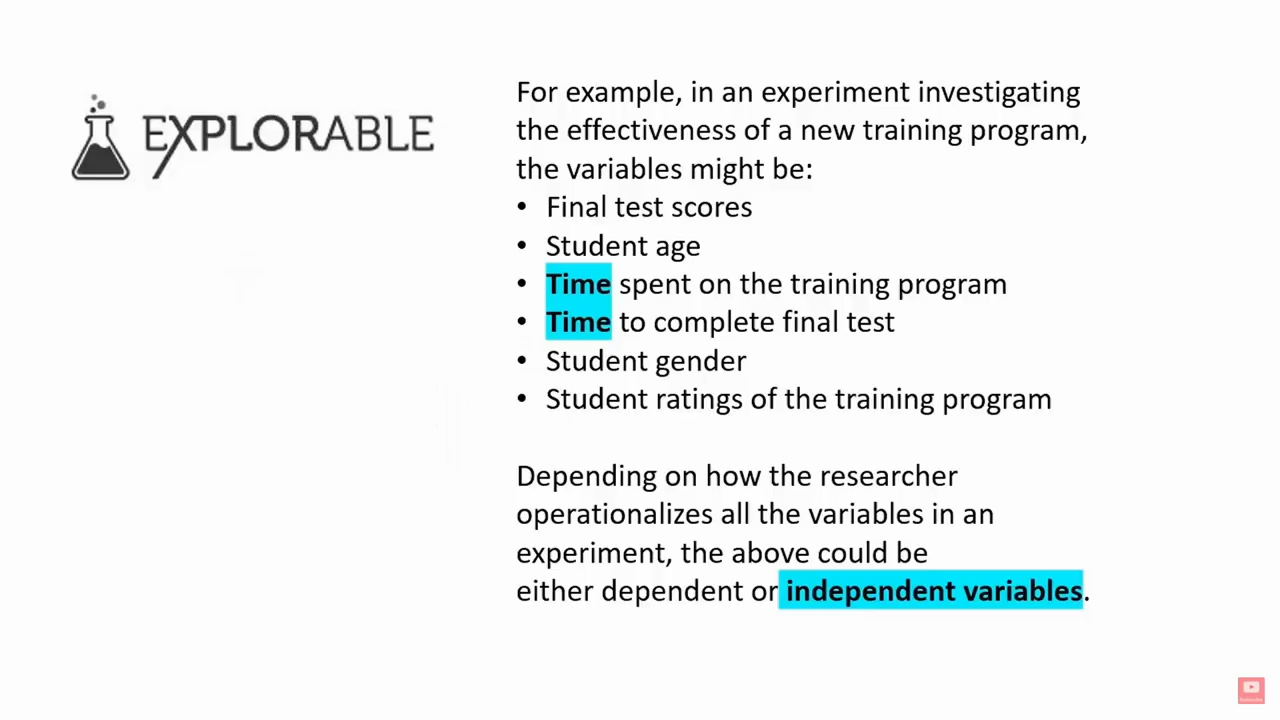 EXPLORABLE
For example, in an experiment investigating
the effectiveness of a new training program,
the variables might be:
• Final test scores
• Student age
• Time spent on the training program
• Time to complete final test
• Student gender
• Student ratings of the training program
Depending on how the researcher
operationalizes all the variables in an
experiment, the above could be
either dependent or independent variables.